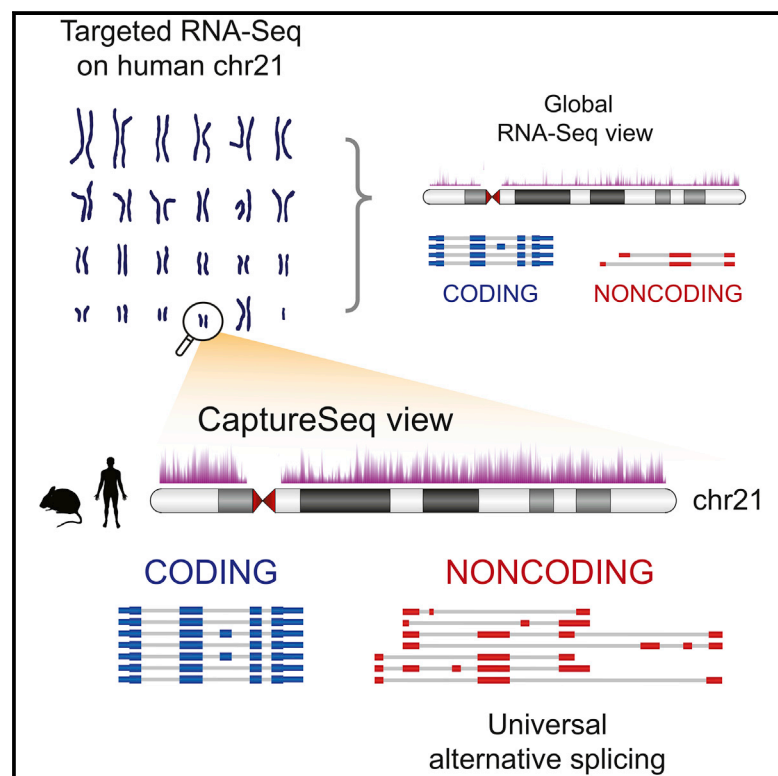 Targeted RNA-Seq
on human chr21
Global
RNA-Seq view
CODING
NONCODING
CaptureSeq view
chr21
CODING
NONCODING
Universal
alternative splicing